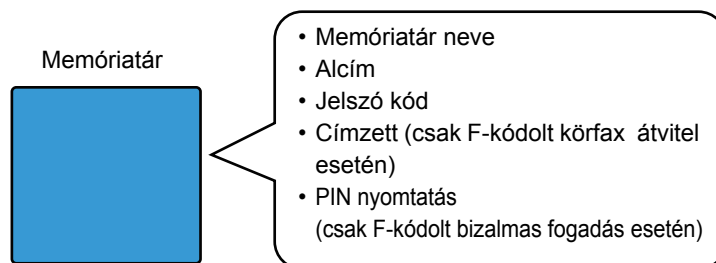 Memóriatár
• Memóriatár neve
• Alcím
• Jelszó kód
• Címzett (csak F-kódolt körfax átvitel
esetén)
• PIN nyomtatás
(csak F-kódolt bizalmas fogadás esetén)